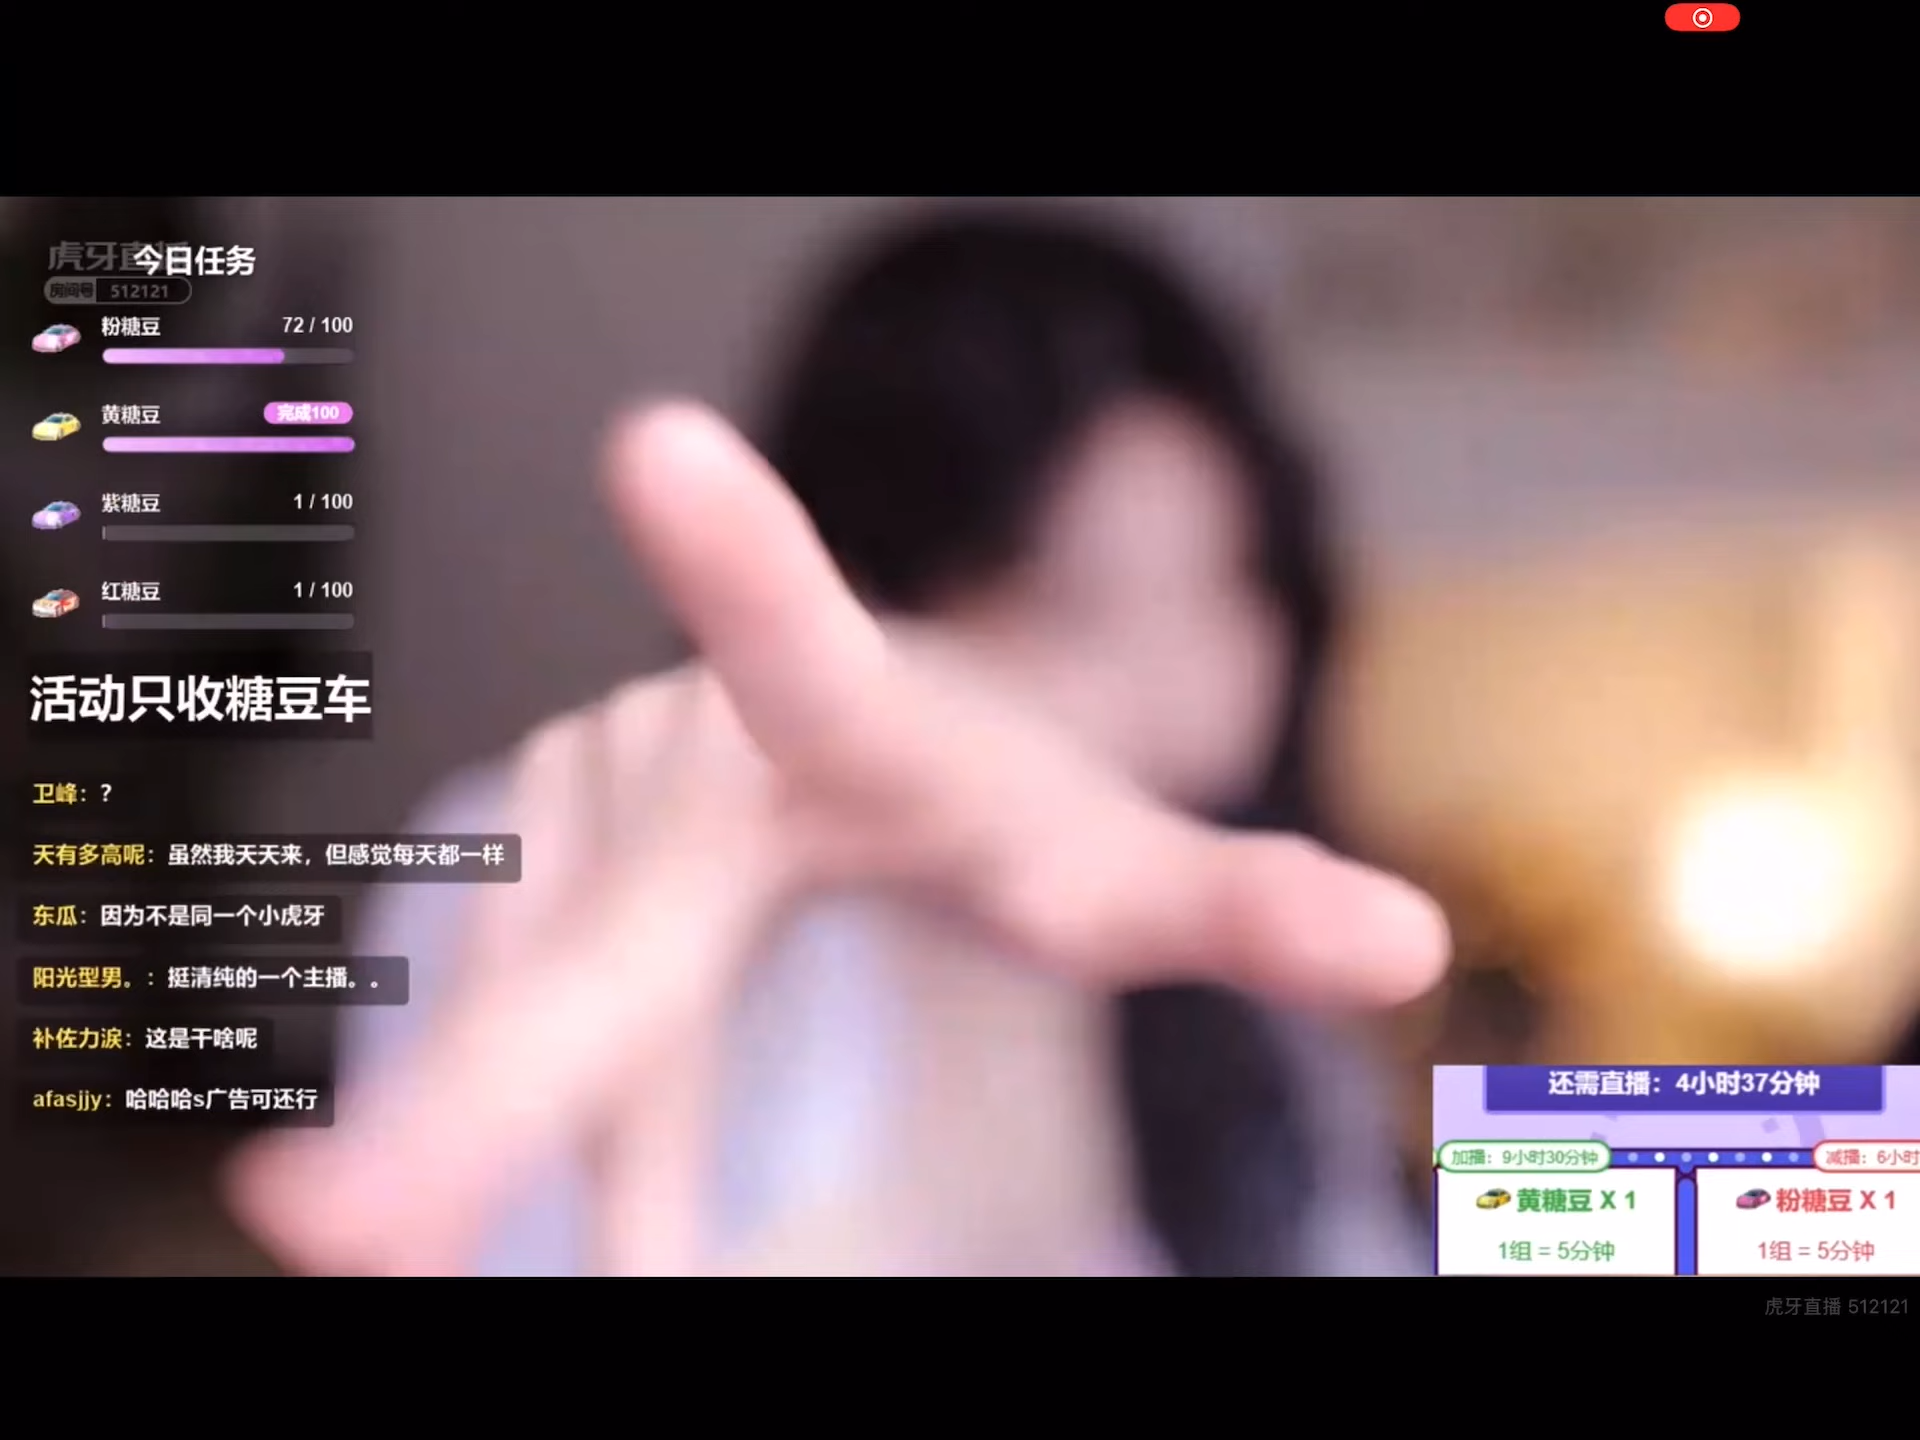 虎牙直播
今日任务
房间号 512121
粉糖豆 72 / 100
黄糖豆 完成100
紫糖豆 1 / 100
红糖豆 1 / 100
活动只收糖豆车
卫峰：?
天有多高呢：虽然我天天来，但感觉每天都一样
东瓜：因为不是同一个小虎牙
阳光型男。：挺清纯的一个主播。。
补佐力涙：这是干啥呢
afasjjy：哈哈哈s广告可还行
还需直播：4小时37分钟
加播：9小时30分钟 减播：6小时
黄糖豆 X 1 粉糖豆 X 1
1组 = 5分钟 1组 = 5分钟
虎牙直播 512121